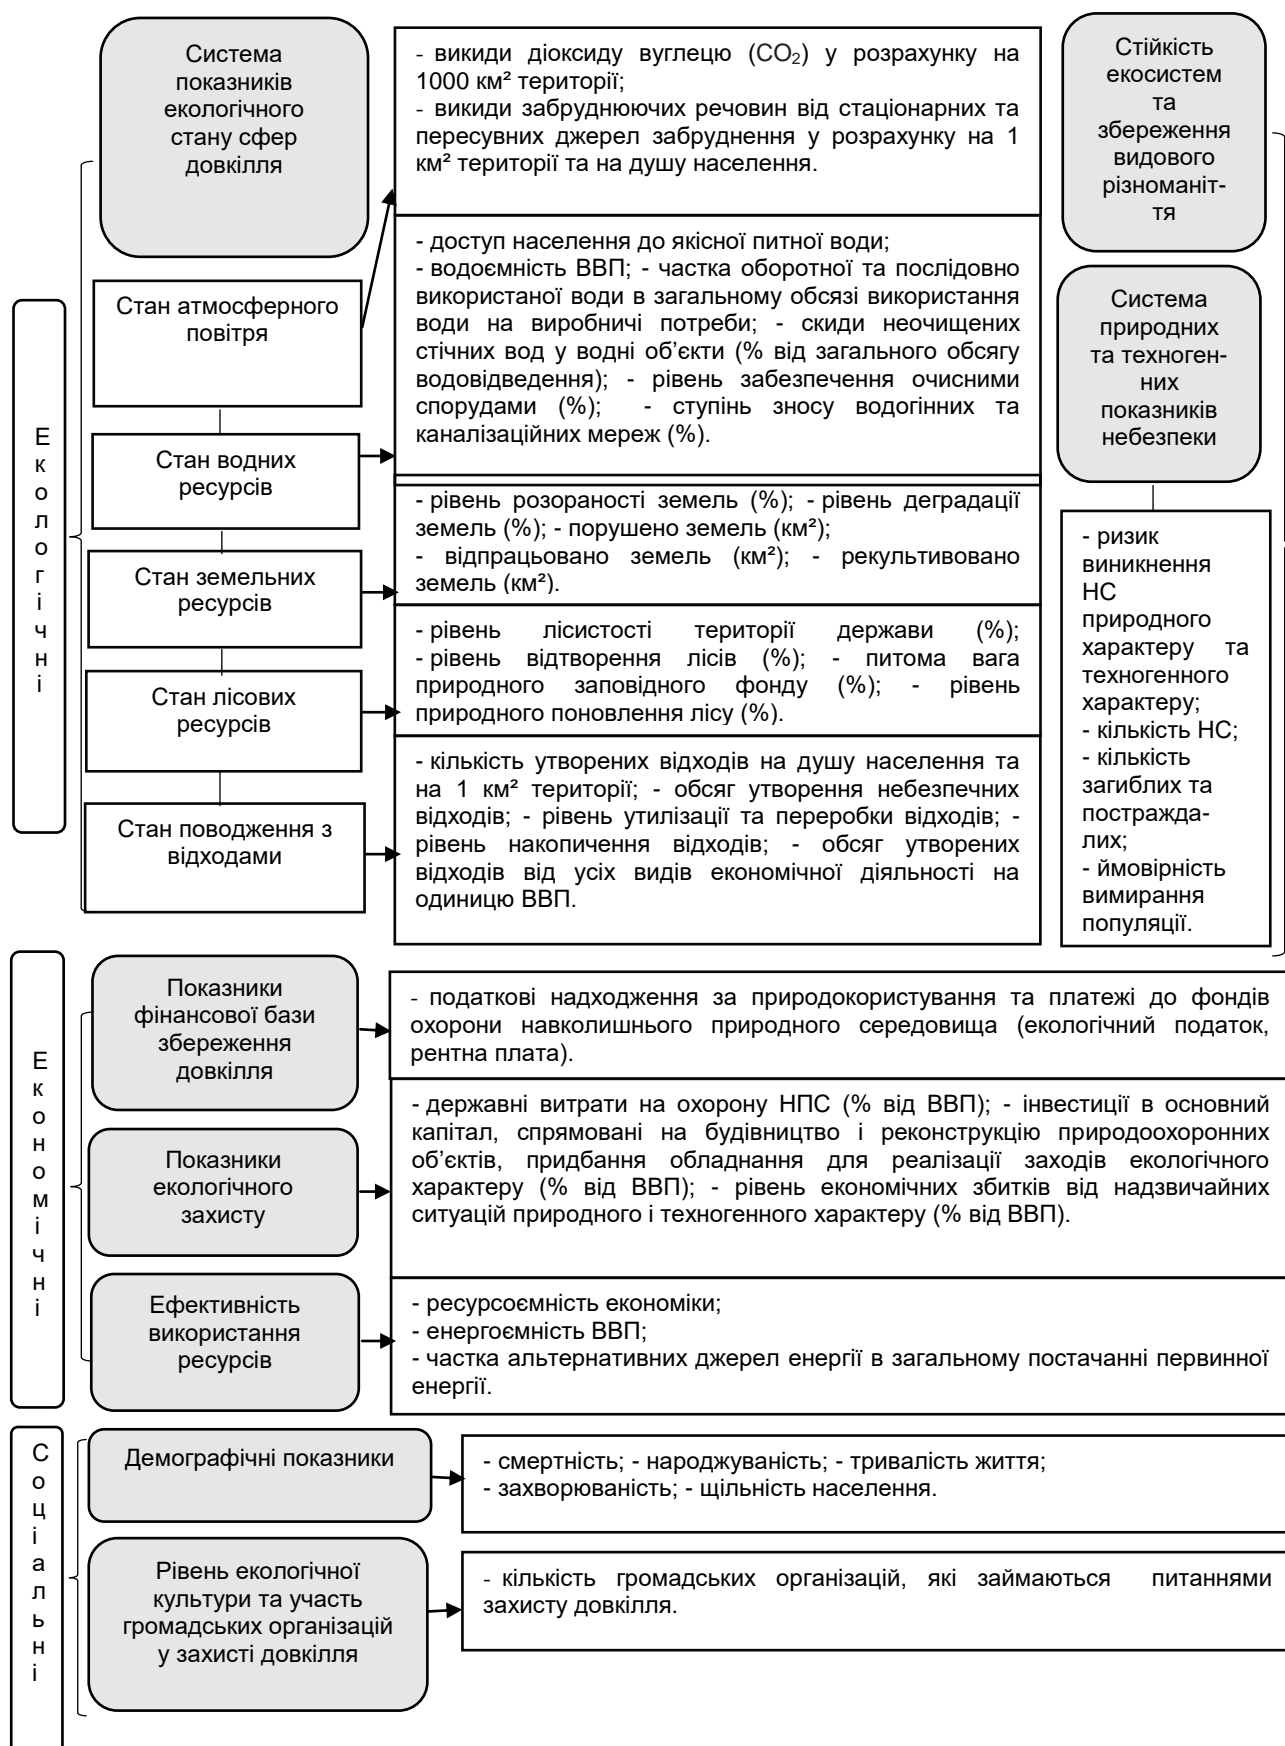 Екологічні
Система
показників
екологічного
стану сфер
довкілля
- викиди діоксиду вуглецю (CO₂) у розрахунку на
1000 км² території;
- викиди забруднюючих речовин від стаціонарних та
пересувних джерел забруднення у розрахунку на 1
км² території та на душу населення.
Стійкість
екосистем
та
збереження
видового
різноманіт-
тя
Стан атмосферного
повітря
- доступ населення до якісної питної води;
- водоємність ВВП; - частка оборотної та послідовно
використаної води в загальному обсязі використання
води на виробничі потреби; - скиди неочищених
стічних вод у водні об’єкти (% від загального обсягу
водовідведення); - рівень забезпечення очисними
спорудами (%); - ступінь зносу водогінних та
каналізаційних мереж (%).
Система
природних
та техноген-
них
показників
небезпеки
Стан водних
ресурсів
- рівень розораності земель (%); - рівень деградації
земель (%); - порушено земель (км²);
- відпрацьовано земель (км²); - рекультивовано
земель (км²).
Стан земельних
ресурсів
- ризик
виникнення
НС
природного
характеру та
техногенного
характеру;
- кількість НС;
- кількість
загиблих та
постражда-
лих;
- ймовірність
вимирання
популяції.
- рівень лісистості території держави (%);
- рівень відтворення лісів (%); - питома вага
природного заповідного фонду (%); - рівень
природного поновлення лісу (%).
Стан лісових
ресурсів
- кількість утворених відходів на душу населення та
на 1 км² території; - обсяг утворення небезпечних
відходів; - рівень утилізації та переробки відходів; -
рівень накопичення відходів; - обсяг утворених
відходів від усіх видів економічної діяльності на
одиницю ВВП.
Стан поводження з
відходами
Економічні
Показники
фінансової бази
збереження
довкілля
- податкові надходження за природокористування та платежі до фондів
охорони навколишнього природного середовища (екологічний податок,
рентна плата).
Показники
екологічного
захисту
- державні витрати на охорону НПС (% від ВВП); - інвестиції в основний
капітал, спрямовані на будівництво і реконструкцію природоохоронних
об’єктів, придбання обладнання для реалізації заходів екологічного
характеру (% від ВВП); - рівень економічних збитків від надзвичайних
ситуацій природного і техногенного характеру (% від ВВП).
Ефективність
використання
ресурсів
- ресурсоємність економіки;
- енергоємність ВВП;
- частка альтернативних джерел енергії в загальному постачанні первинної
енергії.
Соціальні
Демографічні показники
- смертність; - народжуваність; - тривалість життя;
- захворюваність; - щільність населення.
Рівень екологічної
культури та участь
громадських організацій
у захисті довкілля
- кількість громадських організацій, які займаються питаннями
захисту довкілля.